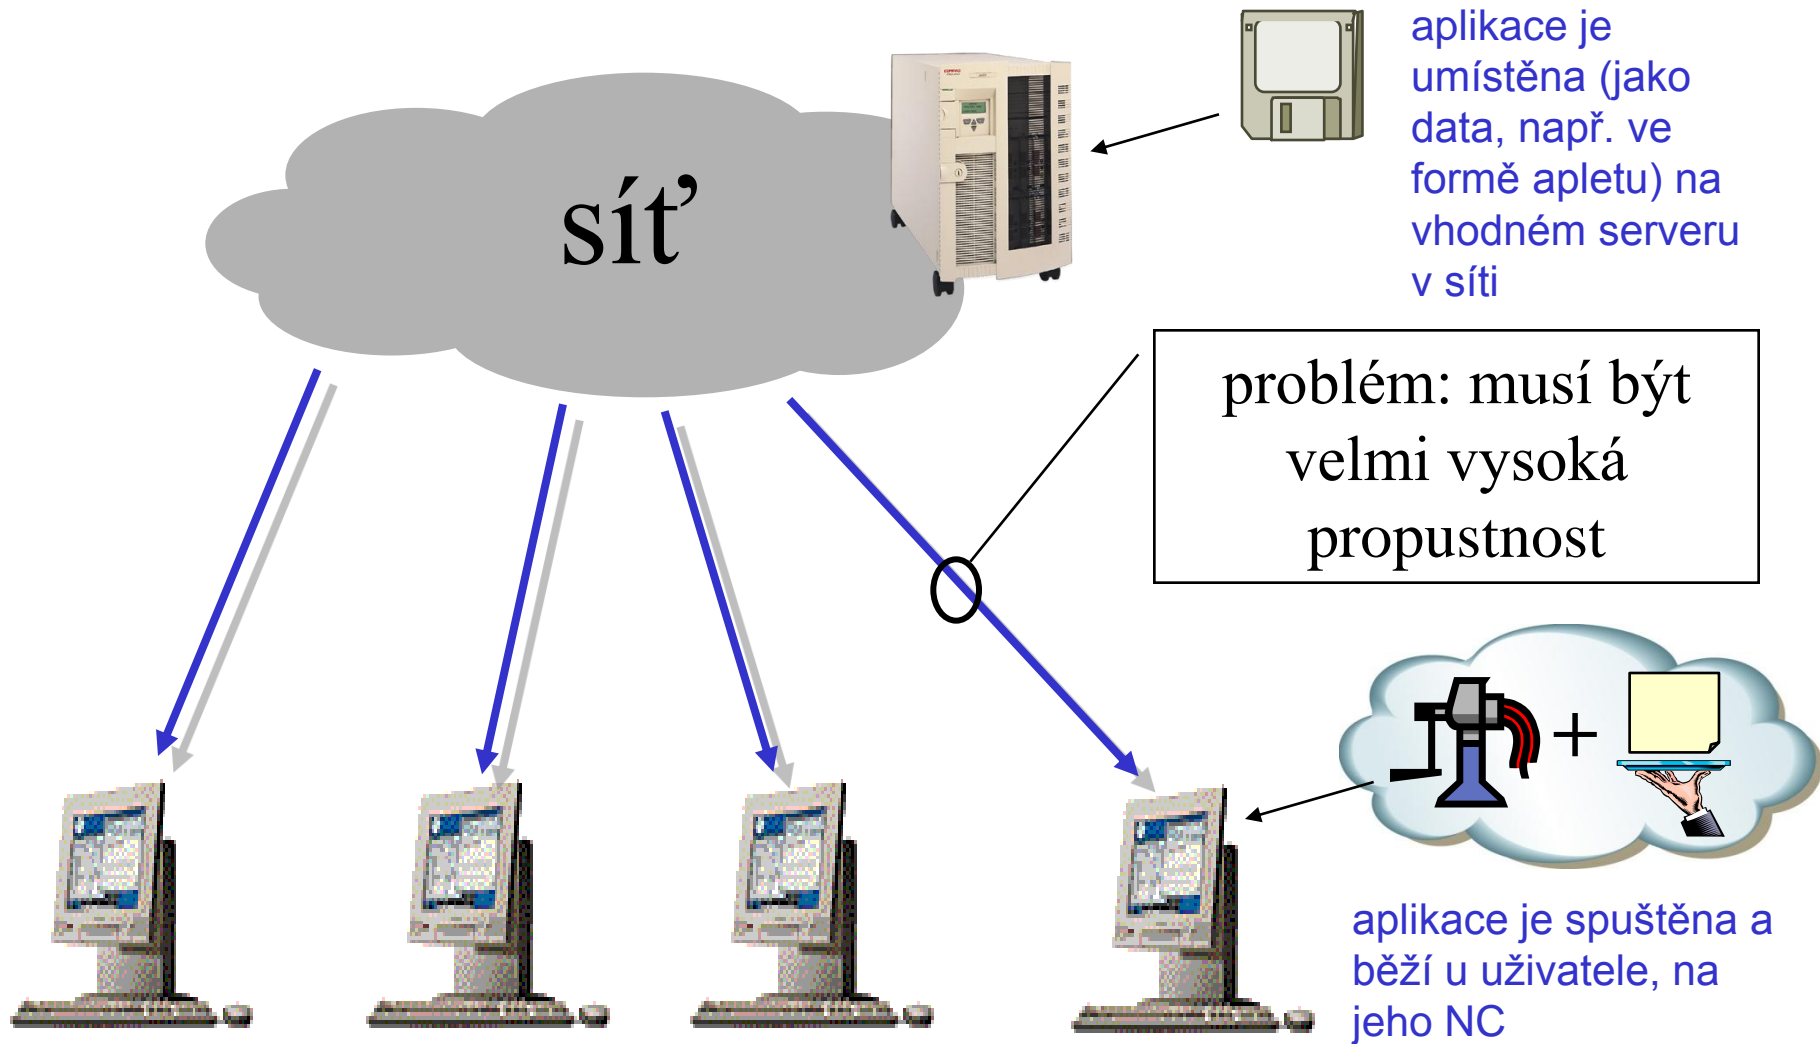 aplikace je
umístěna (jako
data, např. ve
formě apletu) na
vhodném serveru
v síti
síť
problém: musí být
velmi vysoká
propustnost
+
aplikace je spuštěna a
běží u uživatele, na
jeho NC